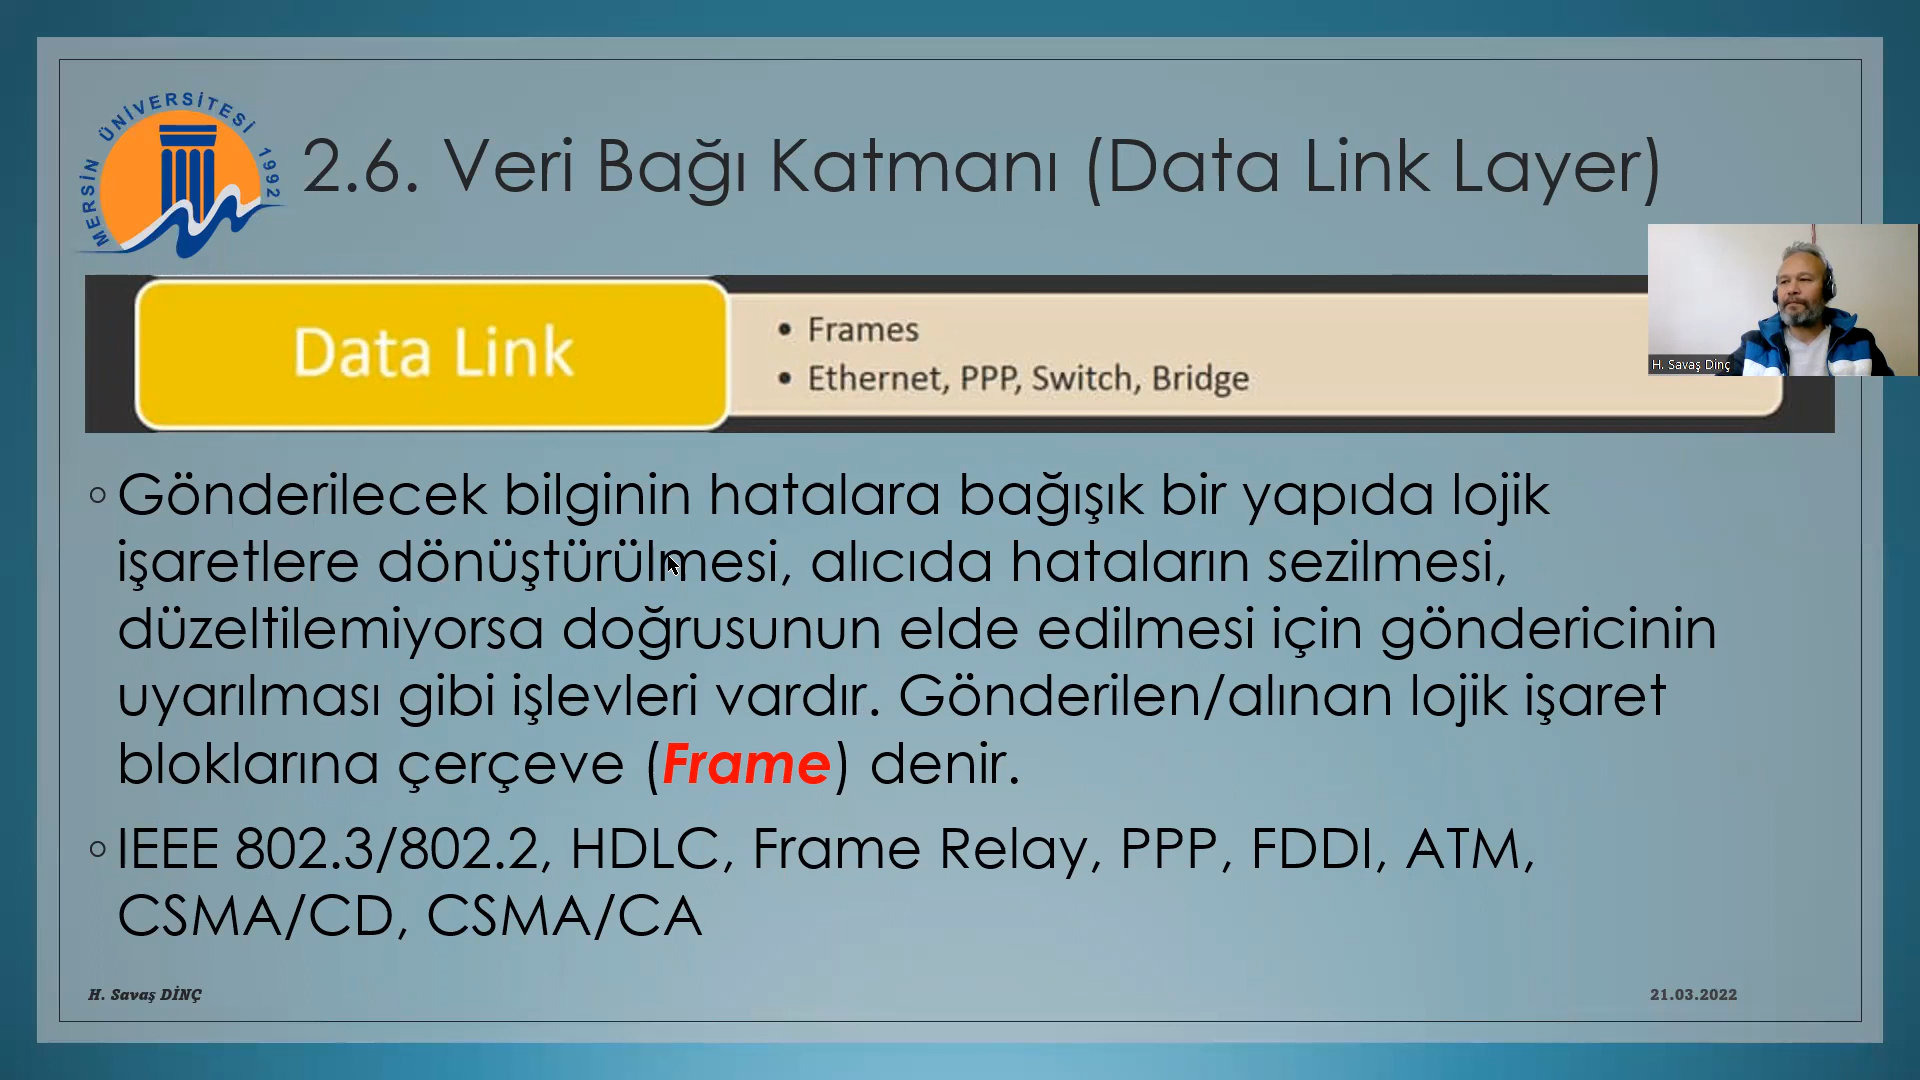 MERSİN ÜNİVERSİTESİ 1992
2.6. Veri Bağı Katmanı (Data Link Layer)
Data Link
• Frames
• Ethernet, PPP, Switch, Bridge
H. Savaş Dinç
◦ Gönderilecek bilginin hatalara bağışık bir yapıda lojik
işaretlere dönüştürülmesi, alıcıda hataların sezilmesi,
düzeltilemiyorsa doğrusunun elde edilmesi için göndericinin
uyarılması gibi işlevleri vardır. Gönderilen/alınan lojik işaret
bloklarına çerçeve (Frame) denir.
◦ IEEE 802.3/802.2, HDLC, Frame Relay, PPP, FDDI, ATM,
CSMA/CD, CSMA/CA
H. Savaş DİNÇ
21.03.2022